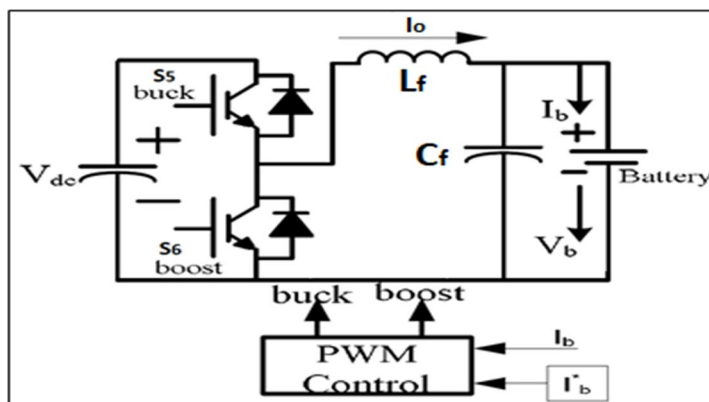 Io
S5
buck
Lf
Ib
+
+
Cf
Vdc
−
−
Battery
S6
boost
Vb
buck boost
PWM
Control
Ib
I*b